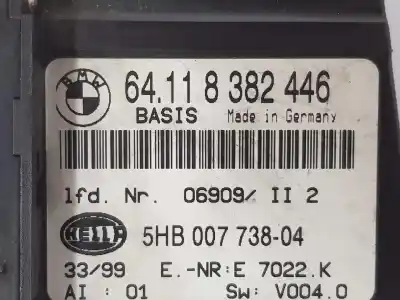 BMW 64.11 8 382 446
BASIS Made in Germany
lfd. Nr. 06909/ II 2
HELLA 5HB 007 738-04
33/99 E.-NR:E 7022.K
AI : 01 SW: V004.0